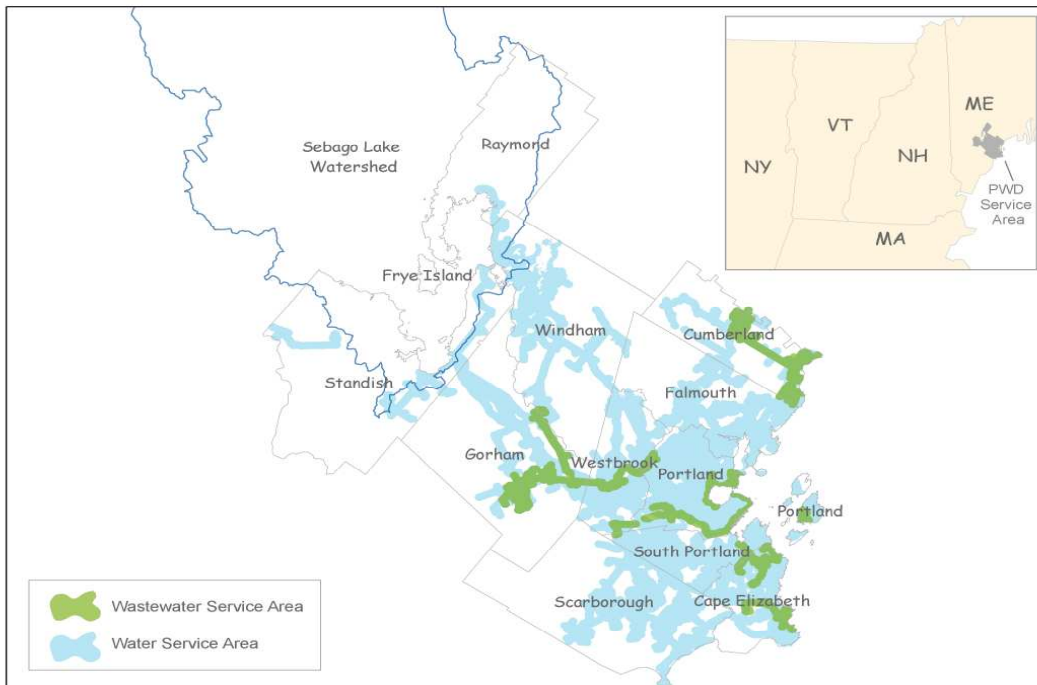 Sebago Lake
Watershed
Raymond
Frye Island
Windham
Cumberland
Standish
Falmouth
Gorham
Westbrook
Portland
Portland
South Portland
Scarborough
Cape Elizabeth
NY
VT
NH
ME
MA
PWD
Service
Area
Wastewater Service Area
Water Service Area